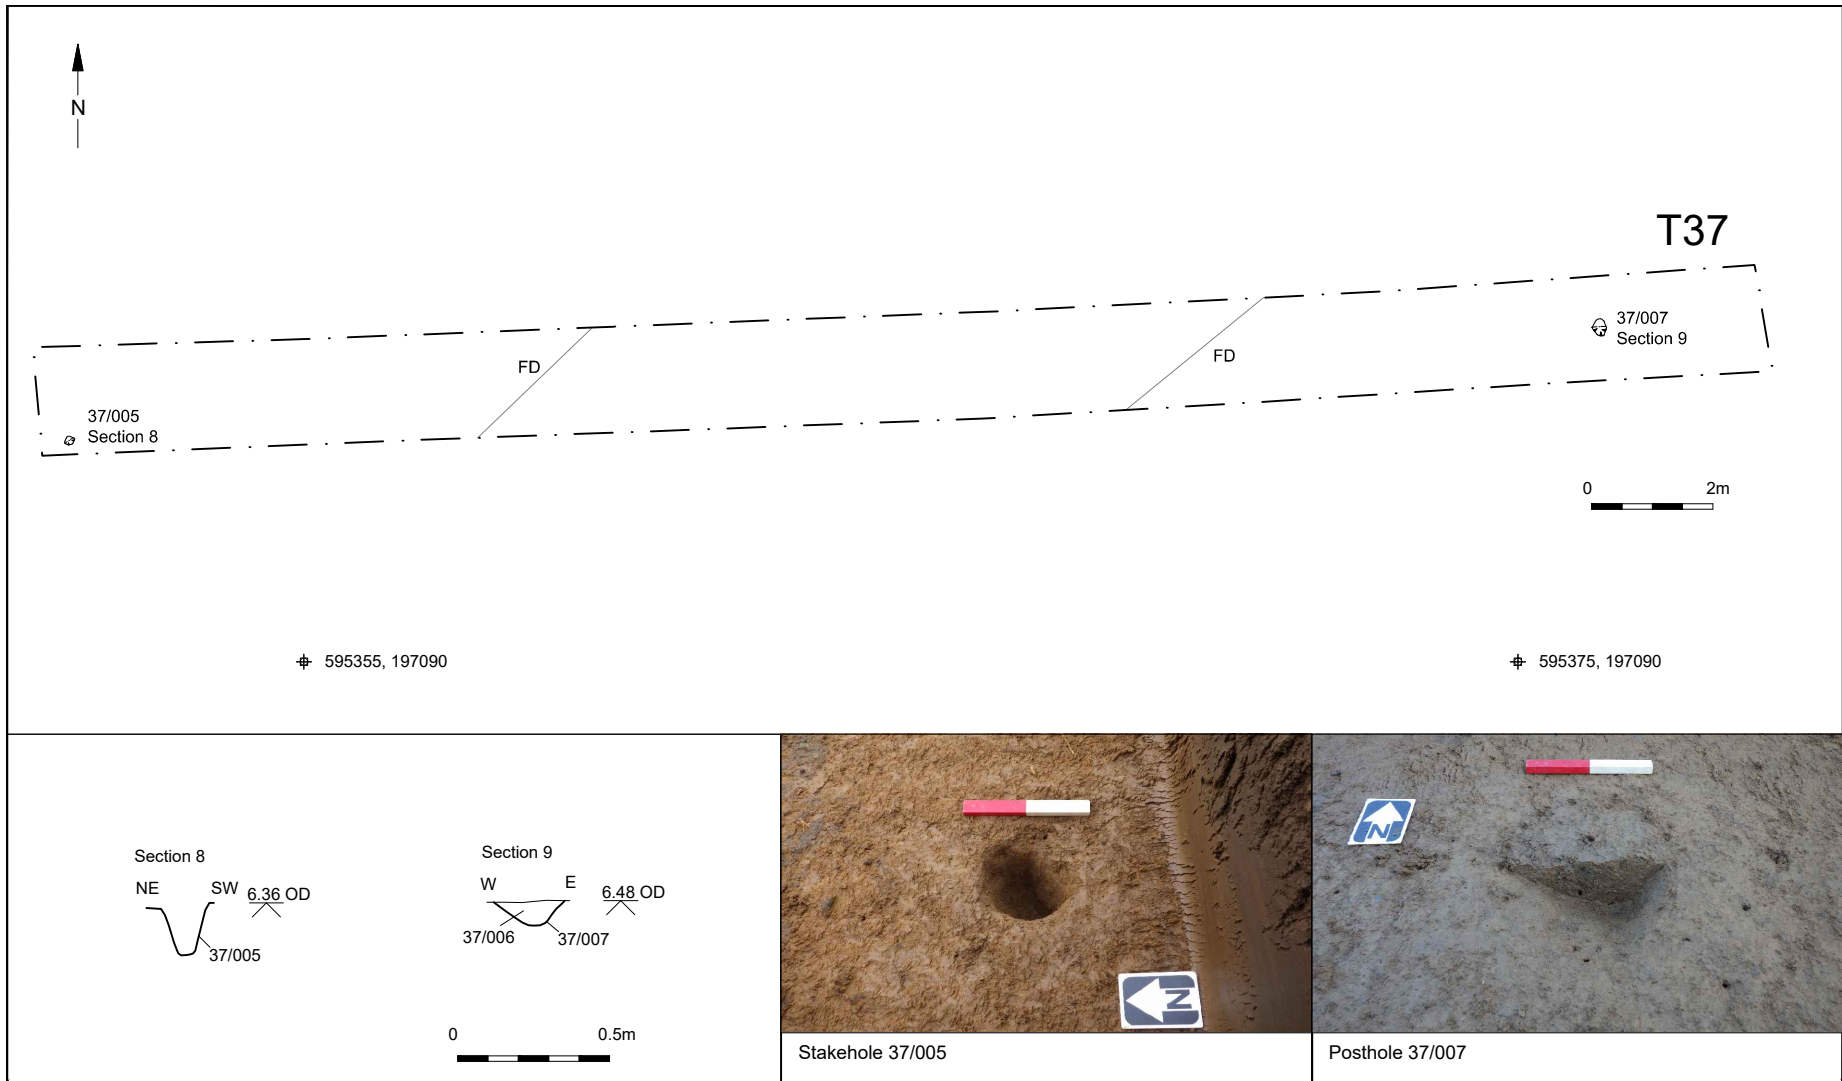 N
T37
37/007
Section 9
FD
FD
37/005
Section 8
0 2m
595355, 197090
595375, 197090
Section 8
NE SW 6.36 OD
37/005
Section 9
W E 6.48 OD
37/006 37/007
0 0.5m
N
N
Stakehole 37/005
Posthole 37/007